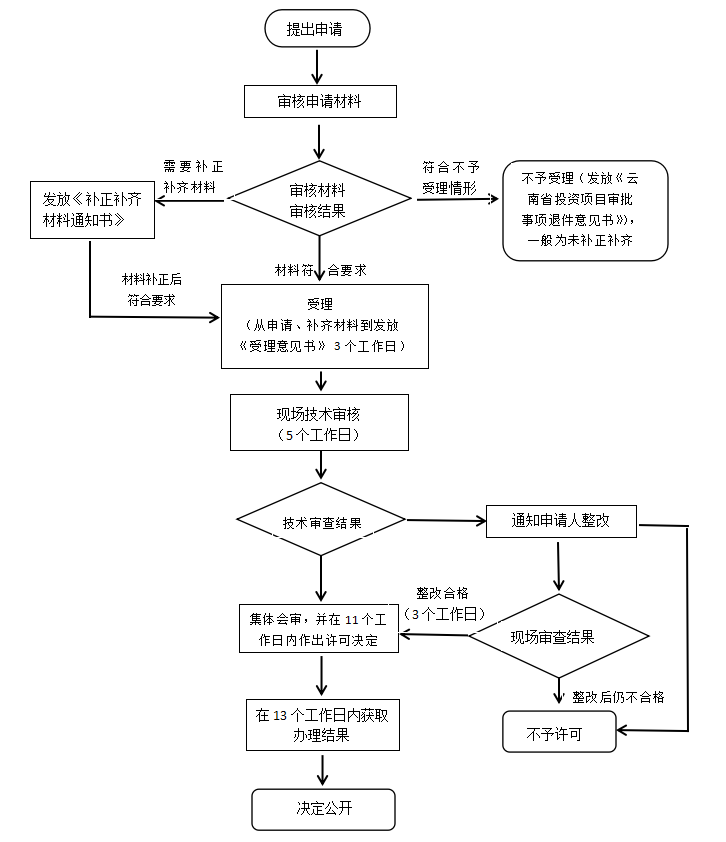 提出申请
审核申请材料
需要补正
补齐材料
符合不予
受理情形
审核材料
审核结果
发放《补正补齐
材料通知书》
不予受理（发放《云
南省投资项目审批
事项退件意见书》），
一般为未补正补齐
材料符合要求
材料补正后
符合要求
受理
（从申请、补齐材料到发放
《受理意见书》3个工作日）
现场技术审核
（5个工作日）
技术审查结果
通知申请人整改
整改合格
（3个工作日）
集体会审，并在11个工
作日内作出许可决定
现场审查结果
整改后仍不合格
在13个工作日内获取
办理结果
不予许可
决定公开